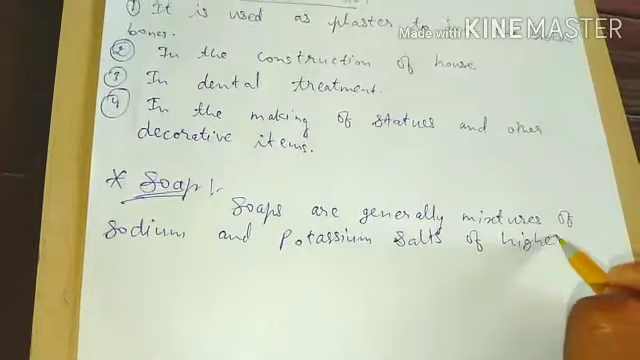 ① It is used as plaster to
bones.
② In the construction of house
③ In dental treatment.
④ In the making of statues and other
decorative items.
* Soap :-
Soaps are generally mixtures of
Sodium and Potassium Salts of highe
Made with KINEMASTER